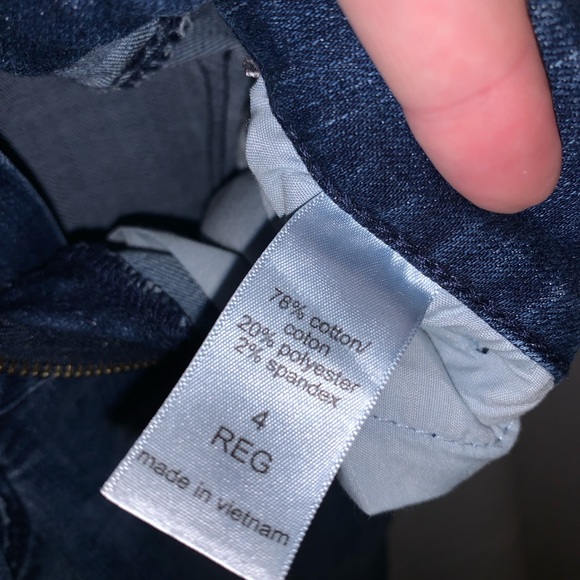 78% cotton/
coton
20% polyester
2% spandex
4
REG
made in vietnam